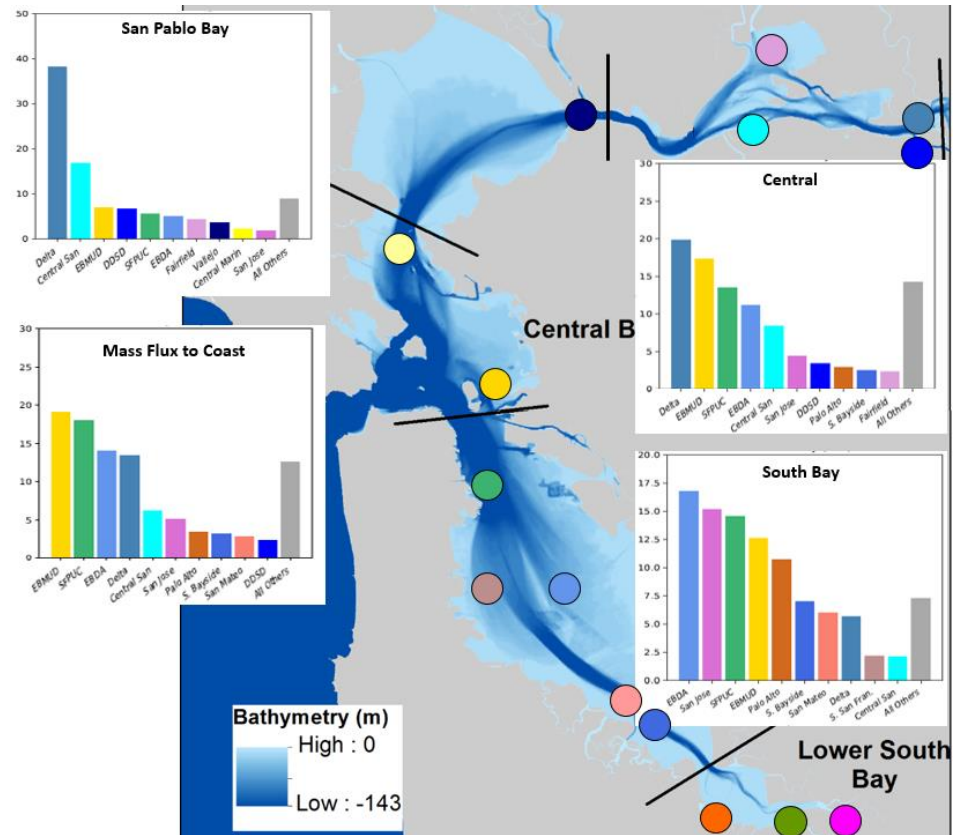 San Pablo Bay
50
40
30
20
10
0
Delta
Central San
EBMUD
DDSD
SFPUC
EBDA
Fairfield
Vallejo
Central Marin
San Jose
All Others
Central
30
25
20
15
10
5
0
Delta
EBMUD
SFPUC
EBDA
Central San
San Jose
DDSD
Palo Alto
S. Bayside
Fairfield
All Others
Central B
Mass Flux to Coast
30
25
20
15
10
5
0
EBMUD
SFPUC
EBDA
Delta
Central San
San Jose
Palo Alto
S. Bayside
San Mateo
DDSD
All Others
South Bay
20.0
17.5
15.0
12.5
10.0
7.5
5.0
2.5
0.0
EBDA
San Jose
SFPUC
EBMUD
Palo Alto
S. Bayside
San Mateo
Delta
S. San Fran.
Central San
All Others
Bathymetry (m)
High : 0
Low : -143
Lower South
Bay